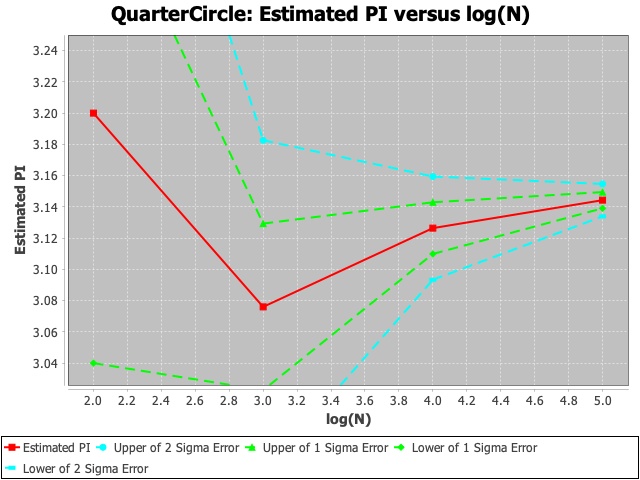 QuarterCircle: Estimated PI versus log(N)
3.24
3.22
3.20
3.18
3.16
3.14
3.12
3.10
3.08
3.06
3.04
Estimated PI
2.0 2.2 2.4 2.6 2.8 3.0 3.2 3.4 3.6 3.8 4.0 4.2 4.4 4.6 4.8 5.0
log(N)
Estimated PI Upper of 2 Sigma Error Upper of 1 Sigma Error Lower of 1 Sigma Error
Lower of 2 Sigma Error